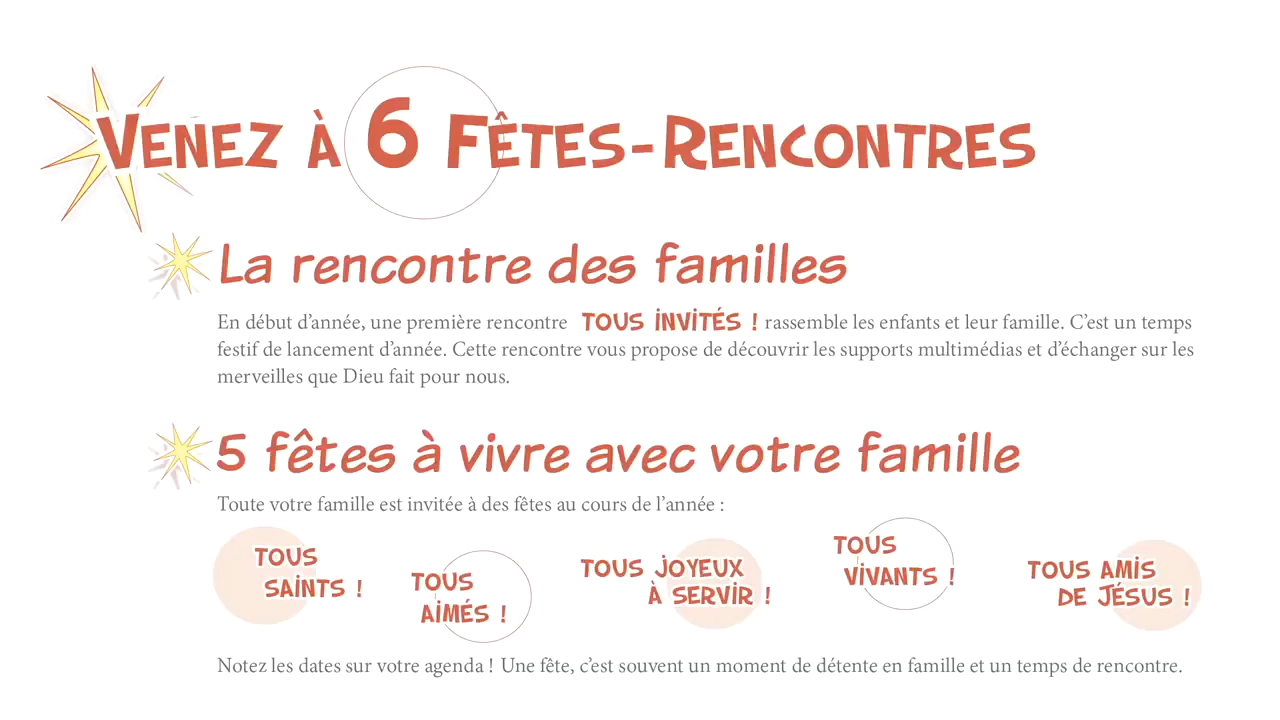 VENEZ À 6 FÊTES-RENCONTRES
La rencontre des familles
En début d'année, une première rencontre TOUS INVITÉS ! rassemble les enfants et leur famille. C'est un temps
festif de lancement d'année. Cette rencontre vous propose de découvrir les supports multimédias et d'échanger sur les
merveilles que Dieu fait pour nous.
5 fêtes à vivre avec votre famille
Toute votre famille est invitée à des fêtes au cours de l'année :
TOUS
SAINTS !
TOUS
AIMÉS !
TOUS JOYEUX
À SERVIR !
TOUS
VIVANTS !
TOUS AMIS
DE JÉSUS !
Notez les dates sur votre agenda ! Une fête, c'est souvent un moment de détente en famille et un temps de rencontre.